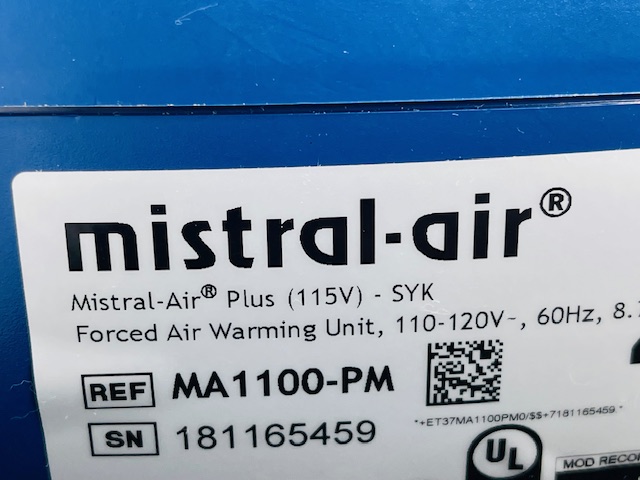 mistral-air®
Mistral-Air® Plus (115V) - SYK
Forced Air Warming Unit, 110-120V~, 60Hz, 8.
REF MA1100-PM
*+ET37MA1100PM0/$$+7181165459.
SN 181165459
UL
MOD RECOR